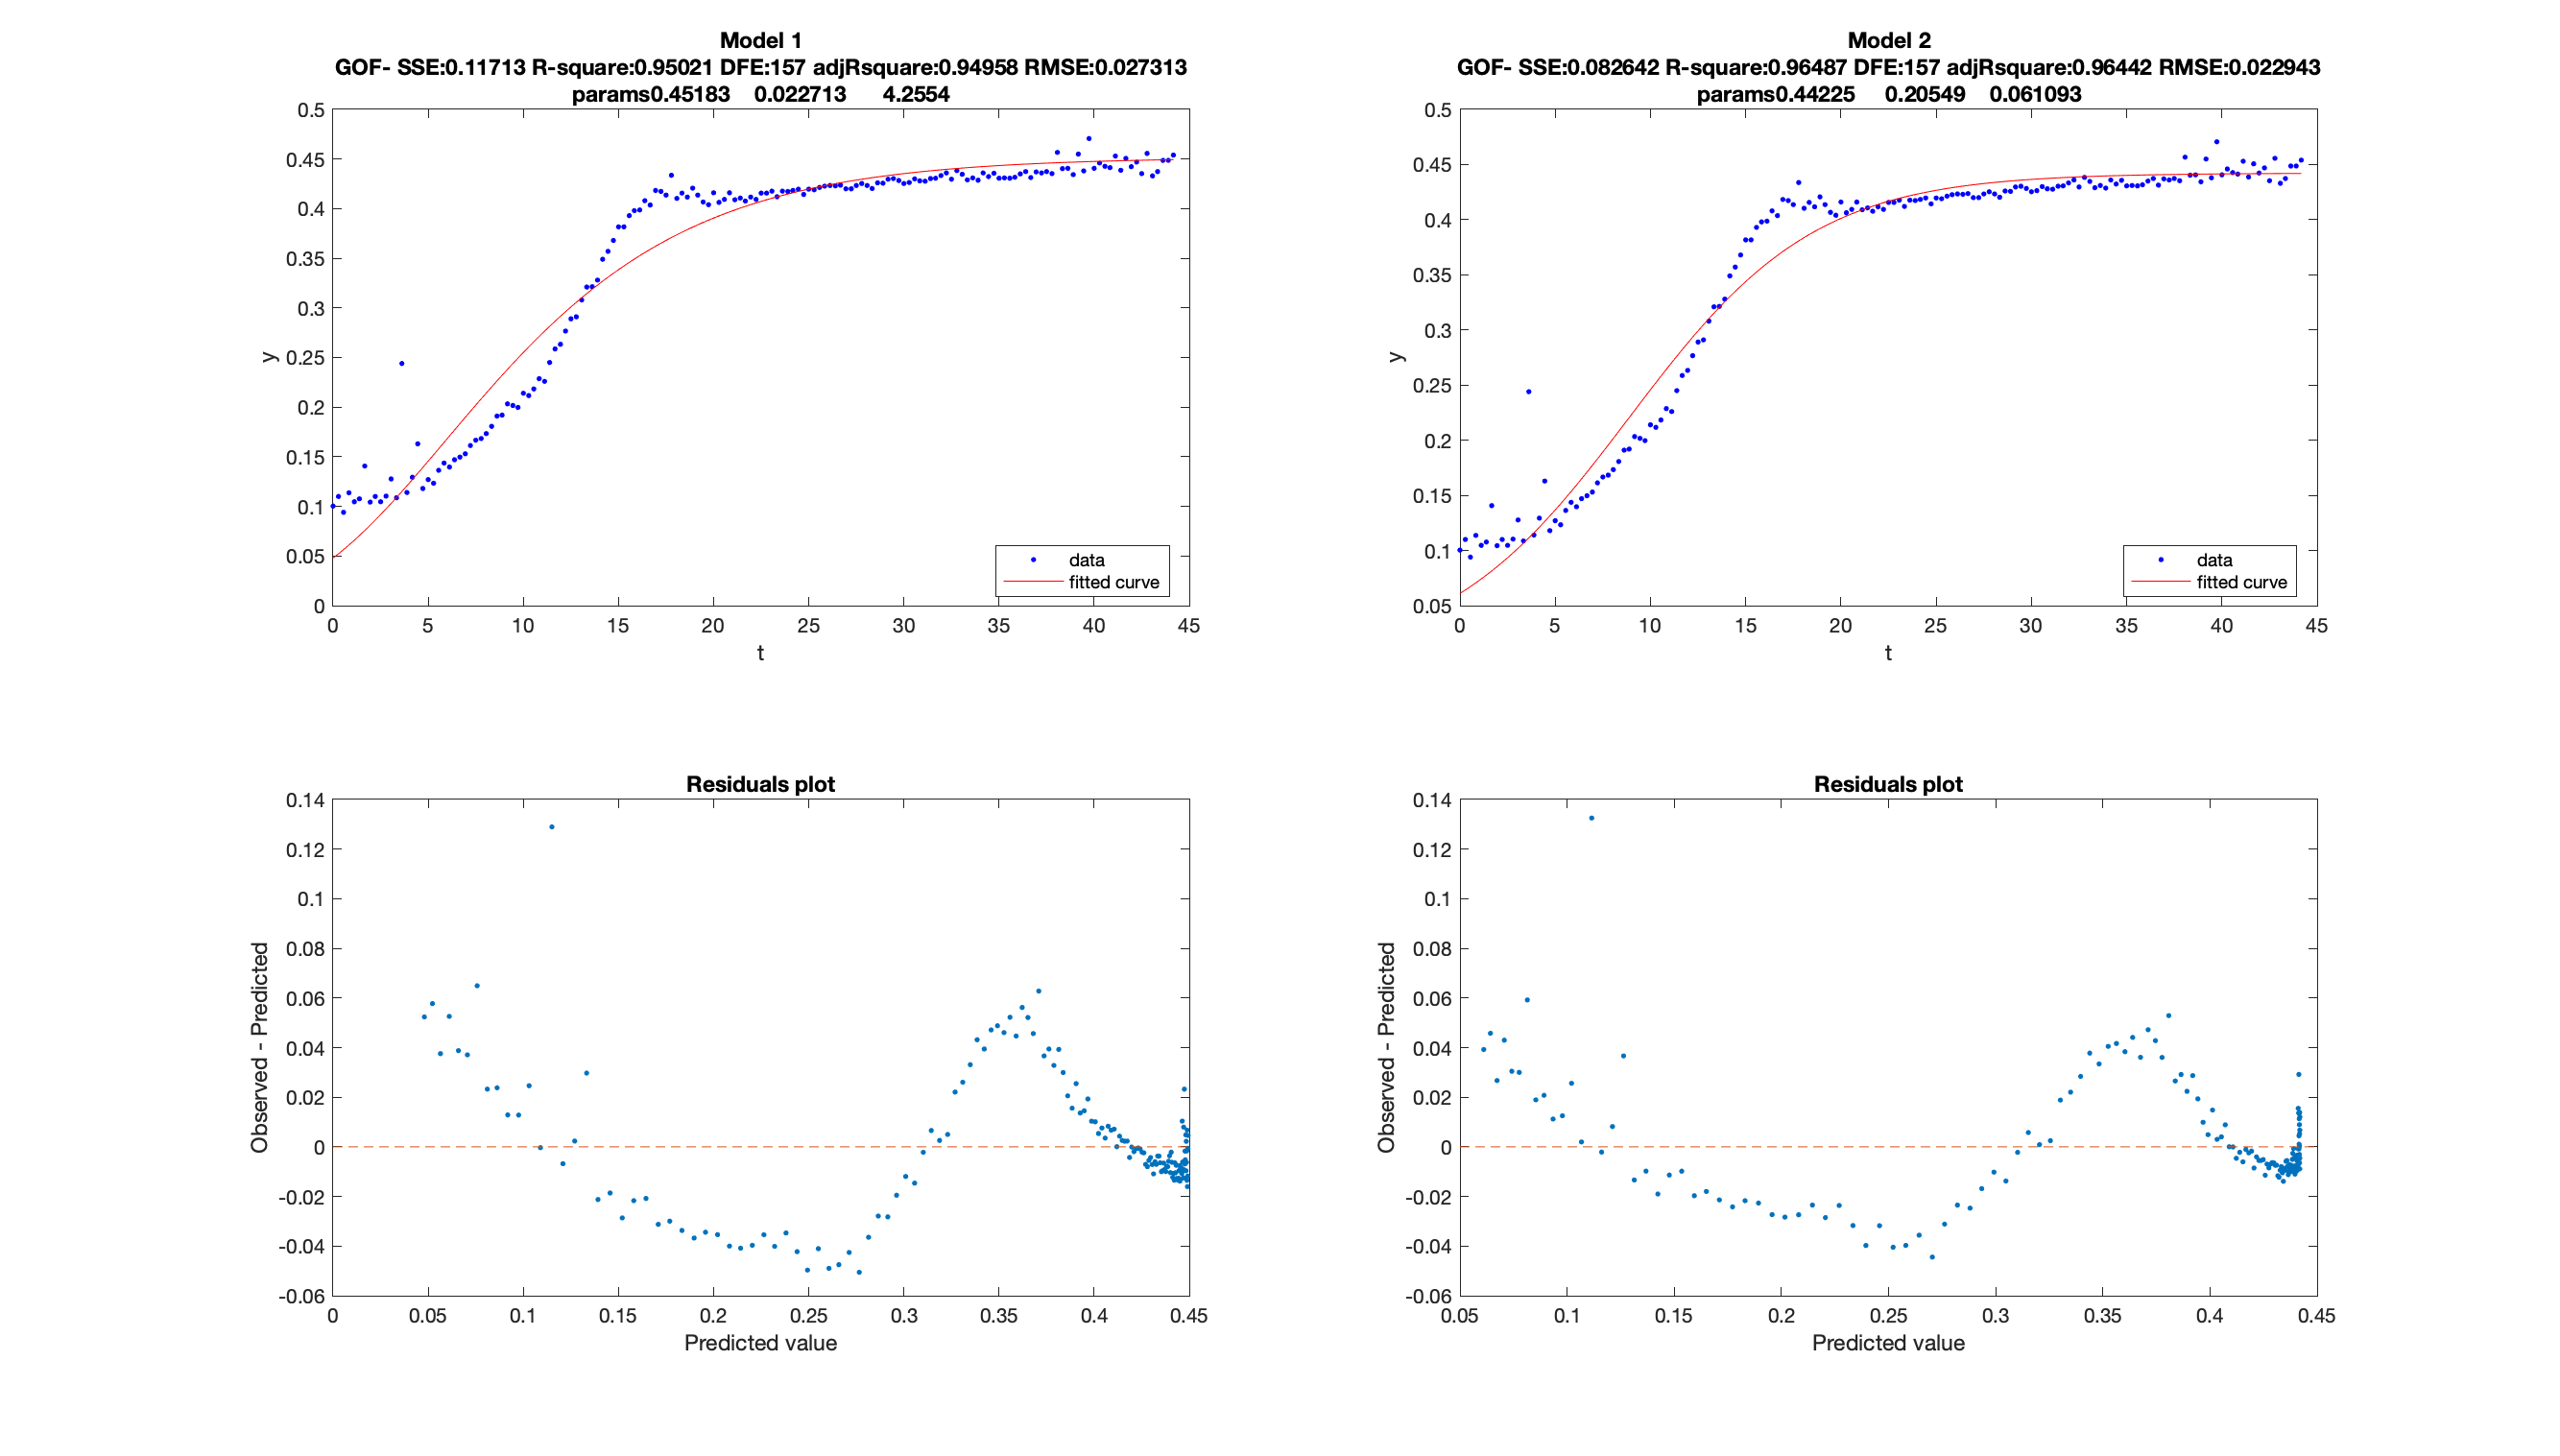 Model 1
GOF- SSE:0.11713 R-square:0.95021 DFE:157 adjRsquare:0.94958 RMSE:0.027313
params0.45183 0.022713 4.2554
0.5
0.45
0.4
0.35
0.3
0.25
0.2
0.15
0.1
0.05
0
y
data
fitted curve
0 5 10 15 20 25 30 35 40 45
t
Model 2
GOF- SSE:0.082642 R-square:0.96487 DFE:157 adjRsquare:0.96442 RMSE:0.022943
params0.44225 0.20549 0.061093
0.5
0.45
0.4
0.35
0.3
0.25
0.2
0.15
0.1
0.05
y
data
fitted curve
0 5 10 15 20 25 30 35 40 45
t
Residuals plot
0.14
0.12
0.1
0.08
0.06
0.04
0.02
0
-0.02
-0.04
-0.06
Observed - Predicted
0 0.05 0.1 0.15 0.2 0.25 0.3 0.35 0.4 0.45
Predicted value
Residuals plot
0.14
0.12
0.1
0.08
0.06
0.04
0.02
0
-0.02
-0.04
-0.06
Observed - Predicted
0.05 0.1 0.15 0.2 0.25 0.3 0.35 0.4 0.45
Predicted value